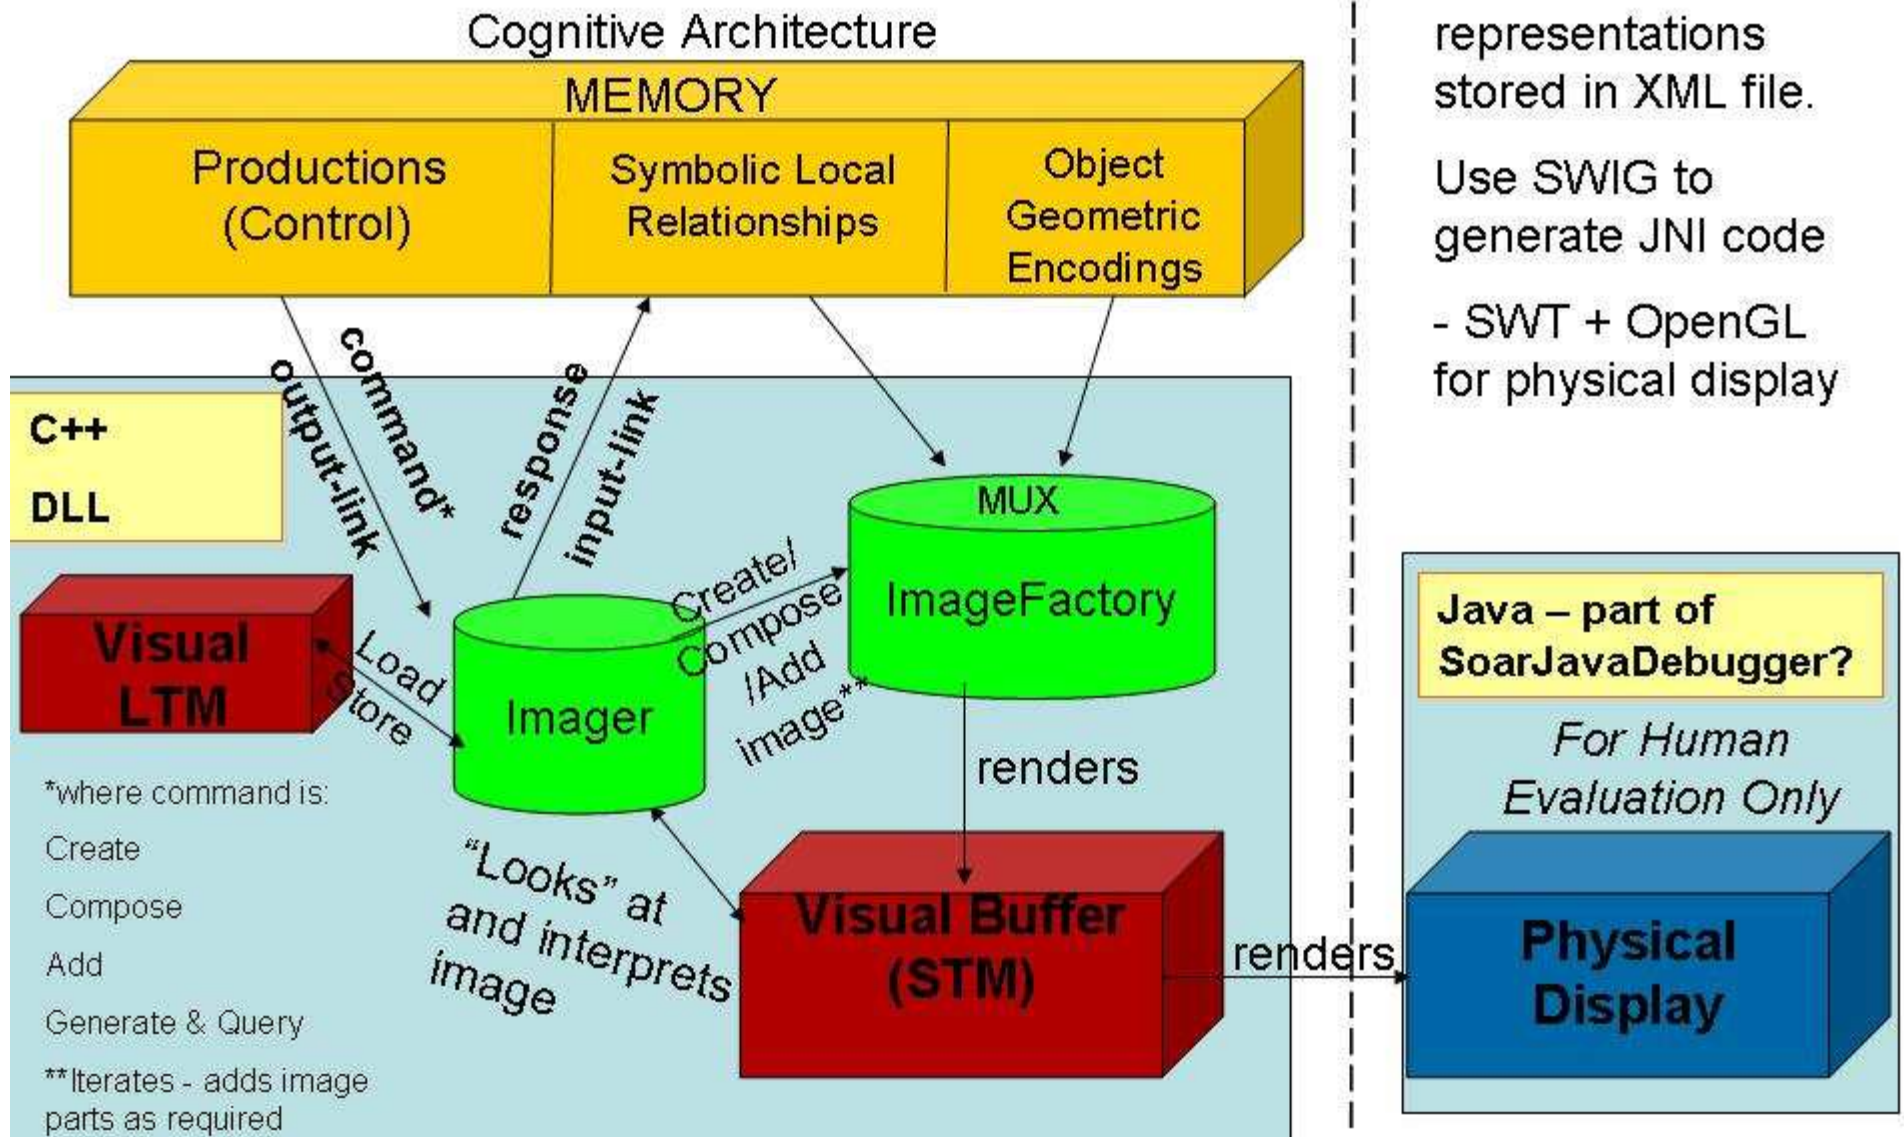 Cognitive Architecture
MEMORY
Productions
(Control)
Symbolic Local
Relationships
Object
Geometric
Encodings
representations
stored in XML file.
Use SWIG to
generate JNI code
- SWT + OpenGL
for physical display
command*
output-link
response
input-link
C++
DLL
MUX
ImageFactory
Create/
Compose
/Add
image**
Visual
LTM
Load
Store
Imager
renders
*where command is:
Create
Compose
Add
Generate & Query
**Iterates - adds image
parts as required
"Looks" at
and interprets
image
Visual Buffer
(STM)
renders
Java – part of
SoarJavaDebugger?
For Human
Evaluation Only
Physical
Display